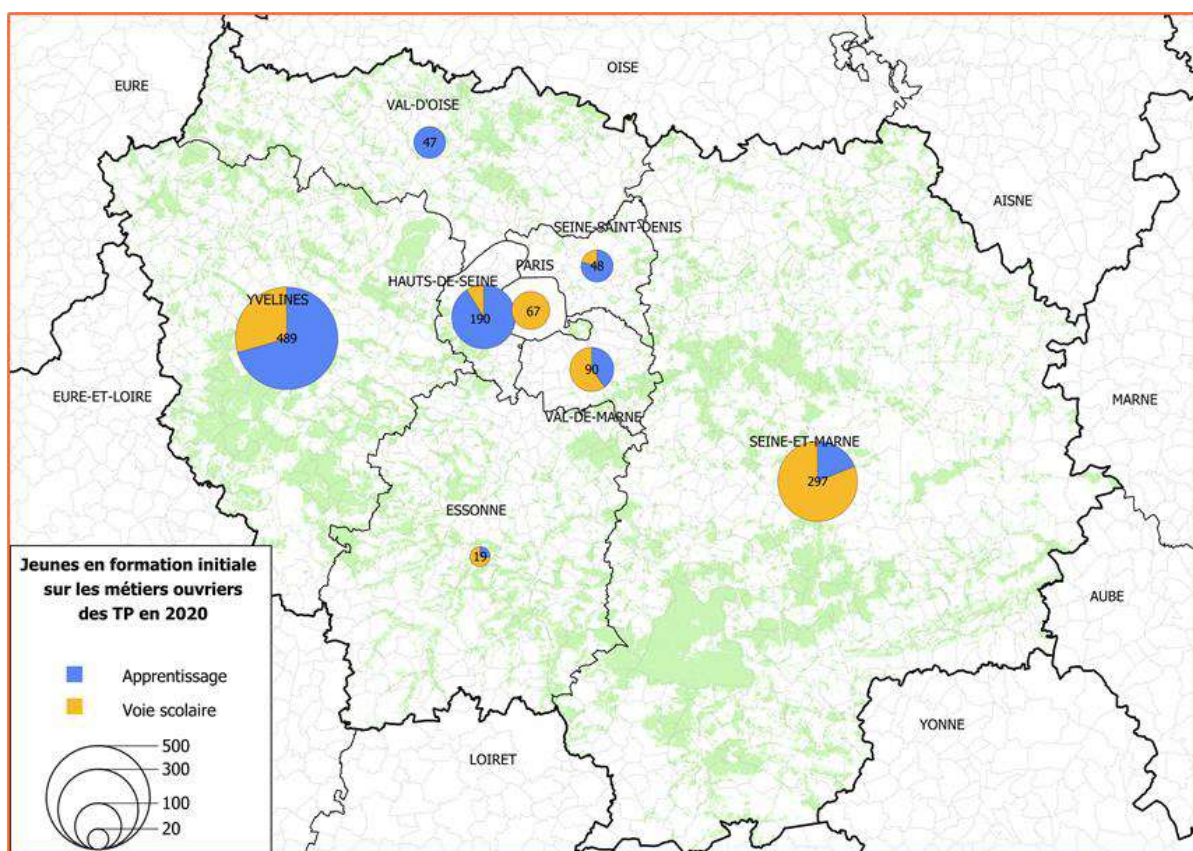 OISE
EURE
VAL-D'OISE
47
AISNE
SEINE-SAINT-DENIS
48
PARIS
HAUTS-DE-SEINE
YVELINES
67
190
489
90
EURE-ET-LOIRE
MARNE
VAL-DE-MARNE
SEINE-ET-MARNE
297
ESSONNE
19
AUBE
YONNE
LOIRET
Jeunes en formation initiale
sur les métiers ouvriers
des TP en 2020
Apprentissage
Voie scolaire
500
300
100
20